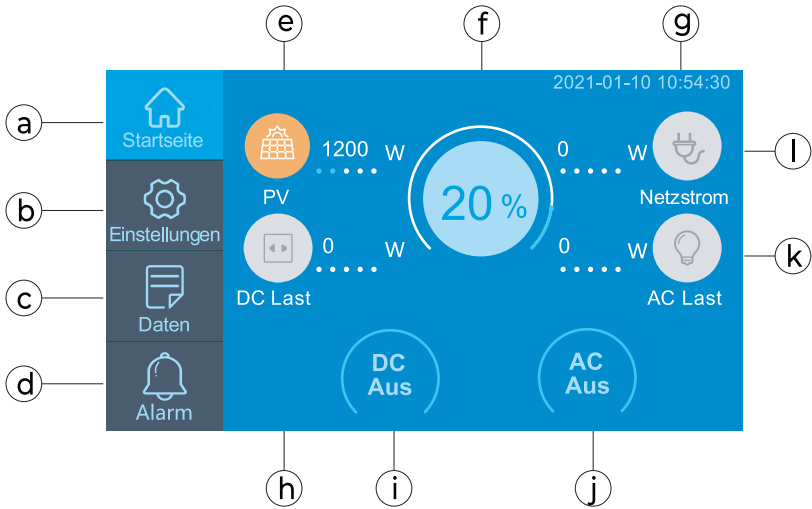 e f g
2021-01-10 10:54:30
a Startseite
1200 W
0 W
l
PV
20 %
Netzstrom
b Einstellungen
0 W
0 W
k
DC Last
AC Last
c Daten
DC
Aus
AC
Aus
d Alarm
h i j